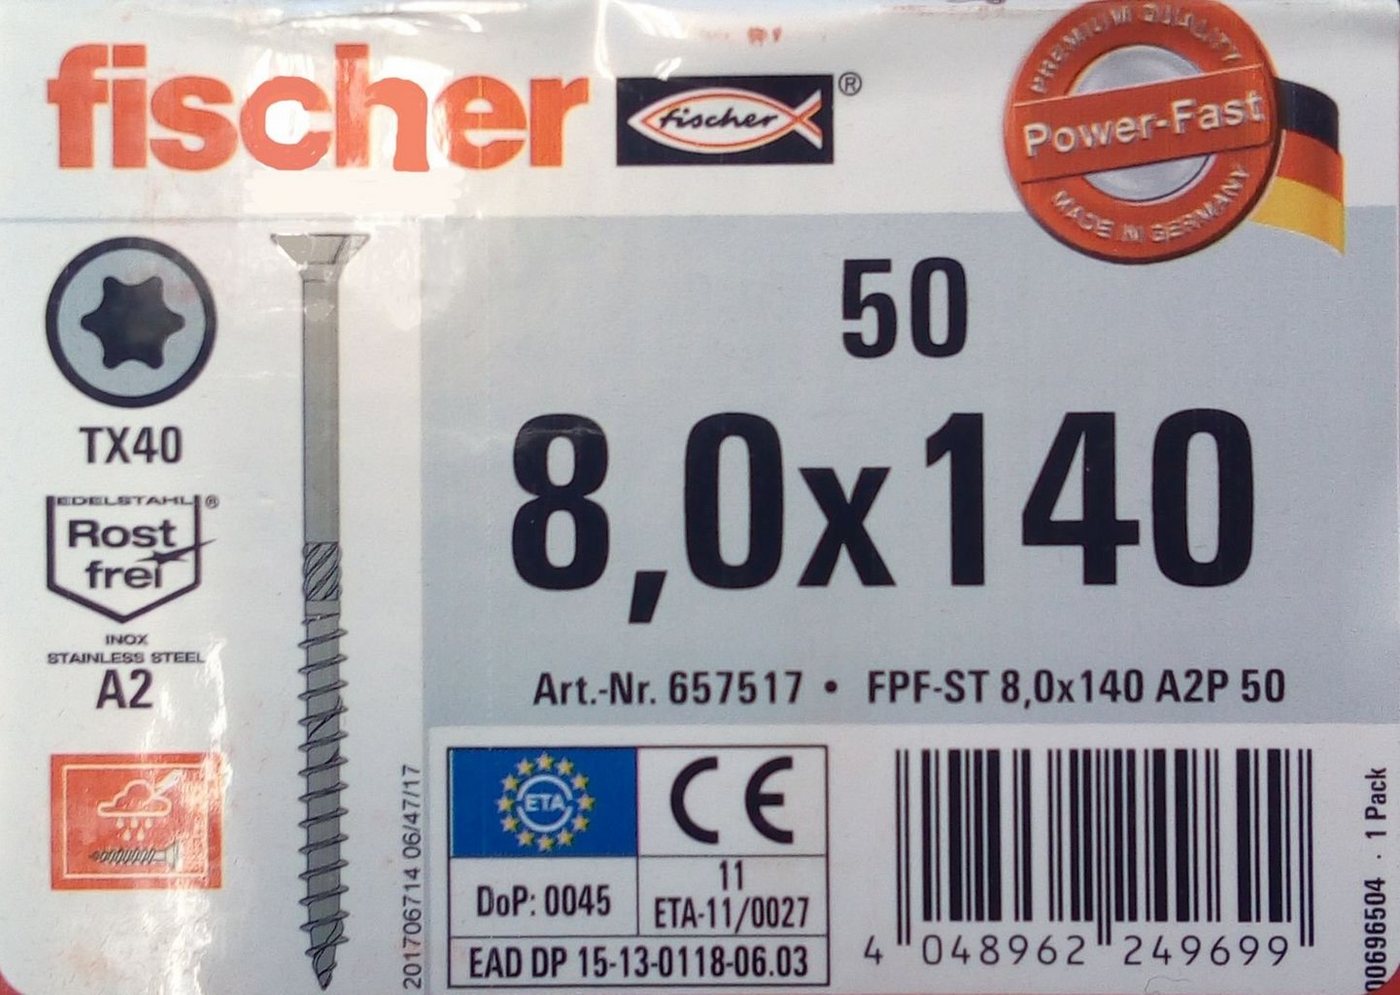 fischer
fischer ®
PREMIUM QUALITY
Power-Fast
MADE IN GERMANY
50
8,0x140
TX40
EDELSTAHL ®
Rost
frei
INOX
STAINLESS STEEL
A2
Art.-Nr. 657517 • FPF-ST 8,0x140 A2P 50
201706714 06/47/17
ETA
CE
DoP: 0045
11
ETA-11/0027
EAD DP 15-13-0118-06.03
4 048962 249699
00696504 · 1 Pack